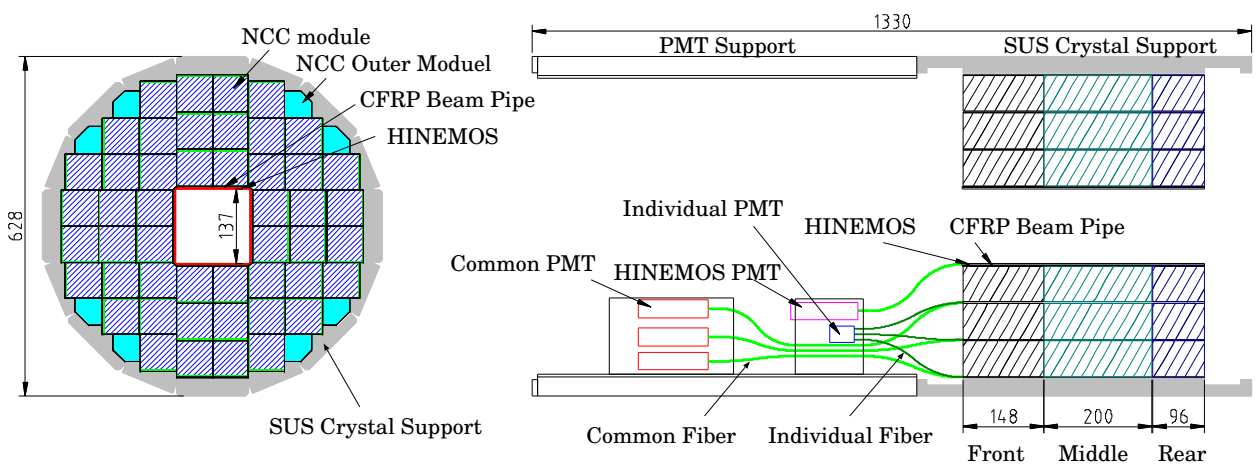 NCC module
NCC Outer Moduel
CFRP Beam Pipe
HINEMOS
628
137
SUS Crystal Support
1330
PMT Support
SUS Crystal Support
Individual PMT
HINEMOS
CFRP Beam Pipe
Common PMT
HINEMOS PMT
148
200
96
Common Fiber
Individual Fiber
Front
Middle
Rear